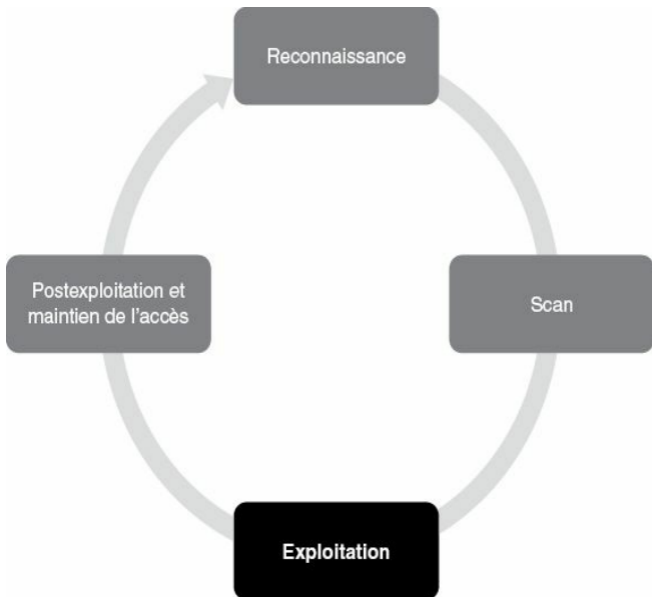 Reconnaissance
Scan
Exploitation
Postexploitation et
maintien de l'accès